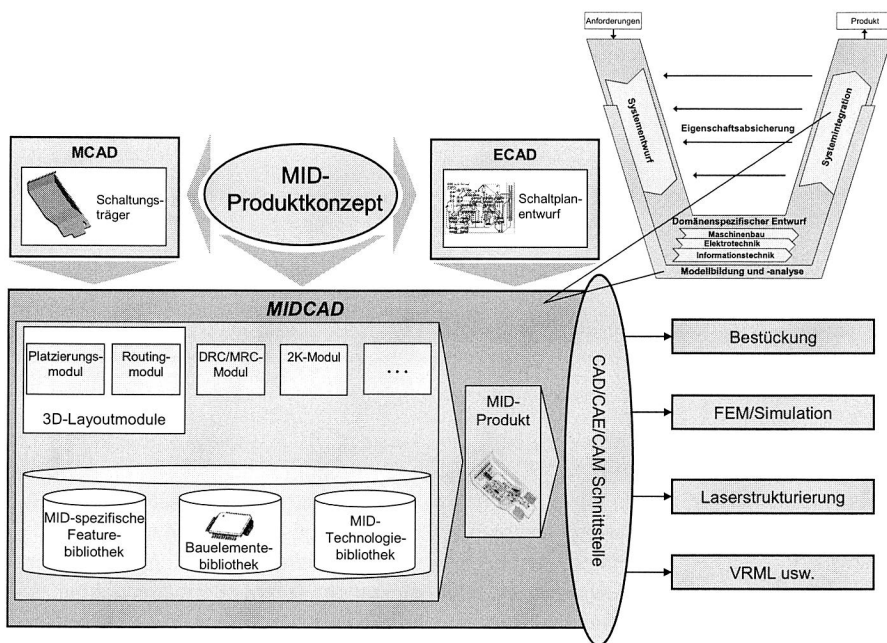 Anforderungen
Produkt
Systementwurf
Eigenschaftsabsicherung
Systemintegration
Domänenspezifischer Entwurf
Maschinenbau
Elektrotechnik
Informationstechnik
Modellbildung und -analyse
MCAD
Schaltungs-
träger
MID-
Produktkonzept
ECAD
Schaltplan-
entwurf
MIDCAD
Platzierungs-
modul
Routing-
modul
DRC/MRC-
Modul
2K-Modul
...
3D-Layoutmodule
MID-
Produkt
MID-spezifische
Feature-
bibliothek
Bauelemente-
bibliothek
MID-
Technologie-
bibliothek
CAD/CAE/CAM Schnittstelle
Bestückung
FEM/Simulation
Laserstrukturierung
VRML usw.